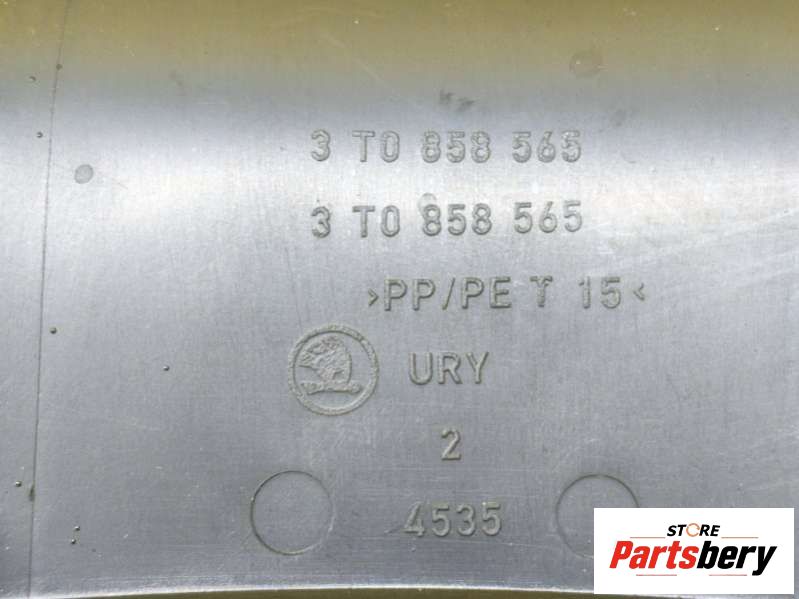 3 T0 858 565
3 T0 858 565
>PP/PE T 15<
URY
2
4535
STORE
Partsbery